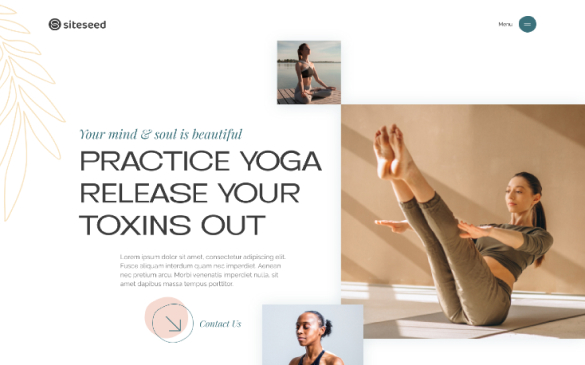 siteseed
Menu
Your mind & soul is beautiful
PRACTICE YOGA
RELEASE YOUR
TOXINS OUT
Lorem ipsum dolor sit amet, consectetur adipiscing elit.
Fusce aliquam interdum quam nec imperdiet. Aenean
nec pretium arcu. Morbi venenatis imperdiet nulla, sit
amet dapibus massa tempus porttitor.
Contact Us